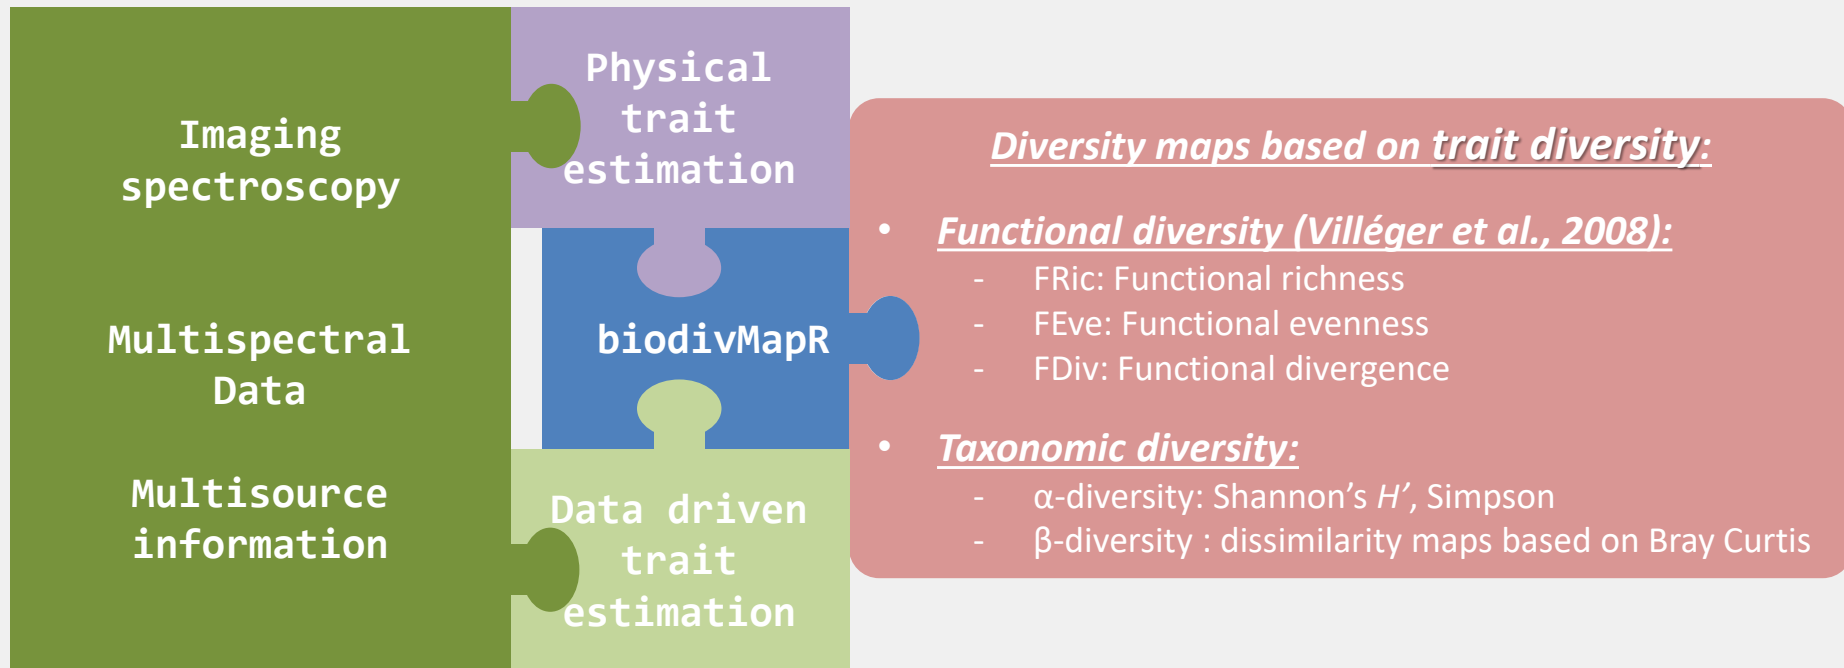 Imaging
spectroscopy
Multispectral
Data
Multisource
information
Physical
trait
estimation
biodivMapR
Data driven
trait
estimation
Diversity maps based on trait diversity:
• Functional diversity (Villéger et al., 2008):
- FRic: Functional richness
- FEve: Functional evenness
- FDiv: Functional divergence
• Taxonomic diversity:
- α-diversity: Shannon’s H’, Simpson
- β-diversity : dissimilarity maps based on Bray Curtis